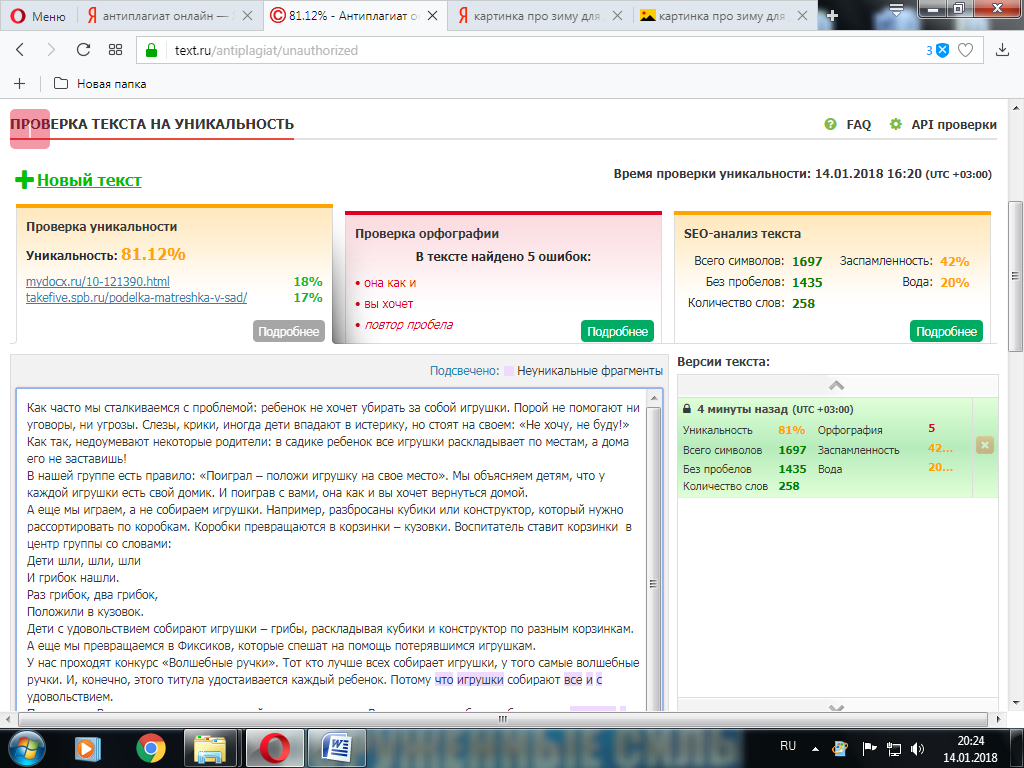 Меню
антиплагиат онлайн —
81.12% - Антиплагиат о
картинка про зиму для
картинка про зиму для
text.ru/antiplagiat/unauthorized
3
Новая папка
ПРОВЕРКА ТЕКСТА НА УНИКАЛЬНОСТЬ
FAQ
API проверки
Новый текст
Время проверки уникальности: 14.01.2018 16:20 (UTC +03:00)
Проверка уникальности
Уникальность: 81.12%
mydocx.ru/10-121390.html 18%
takefive.spb.ru/podelka-matreshka-v-sad/ 17%
Подробнее
Проверка орфографии
В тексте найдено 5 ошибок:
• она как и
• вы хочет
• повтор пробела
Подробнее
SEO-анализ текста
Всего символов: 1697 Заспамленность: 42%
Без пробелов: 1435 Вода: 20%
Количество слов: 258
Подробнее
Подсвечено: Неуникальные фрагменты
Как часто мы сталкиваемся с проблемой: ребенок не хочет убирать за собой игрушки. Порой не помогают ни
уговоры, ни угрозы. Слезы, крики, иногда дети впадают в истерику, но стоят на своем: «Не хочу, не буду!»
Как так, недоумевают некоторые родители: в садике ребенок все игрушки раскладывает по местам, а дома
его не заставишь!
В нашей группе есть правило: «Поиграл – положи игрушку на свое место». Мы объясняем детям, что у
каждой игрушки есть свой домик. И поиграв с вами, она как и вы хочет вернуться домой.
А еще мы играем, а не собираем игрушки. Например, разбросаны кубики или конструктор, который нужно
рассортировать по коробкам. Коробки превращаются в корзинки – кузовки. Воспитатель ставит корзинки  в
центр группы со словами:
Дети шли, шли, шли
И грибок нашли.
Раз грибок, два грибок,
Положили в кузовок.
Дети с удовольствием собирают игрушки – грибы, раскладывая кубики и конструктор по разным корзинкам.
А еще мы превращаемся в Фиксиков, которые спешат на помощь потерявшимся игрушкам.
У нас проходят конкурс «Волшебные ручки». Тот кто лучше всех собирает игрушки, у того самые волшебные
ручки. И, конечно, этого титула удостаивается каждый ребенок. Потому что игрушки собирают все и с
удовольствием.
Версии текста:
4 минуты назад (UTC +03:00)
Уникальность 81% Орфография 5
Всего символов 1697 Заспамленность 42...
Без пробелов 1435 Вода 20...
Количество слов 258
RU
20:24
14.01.2018